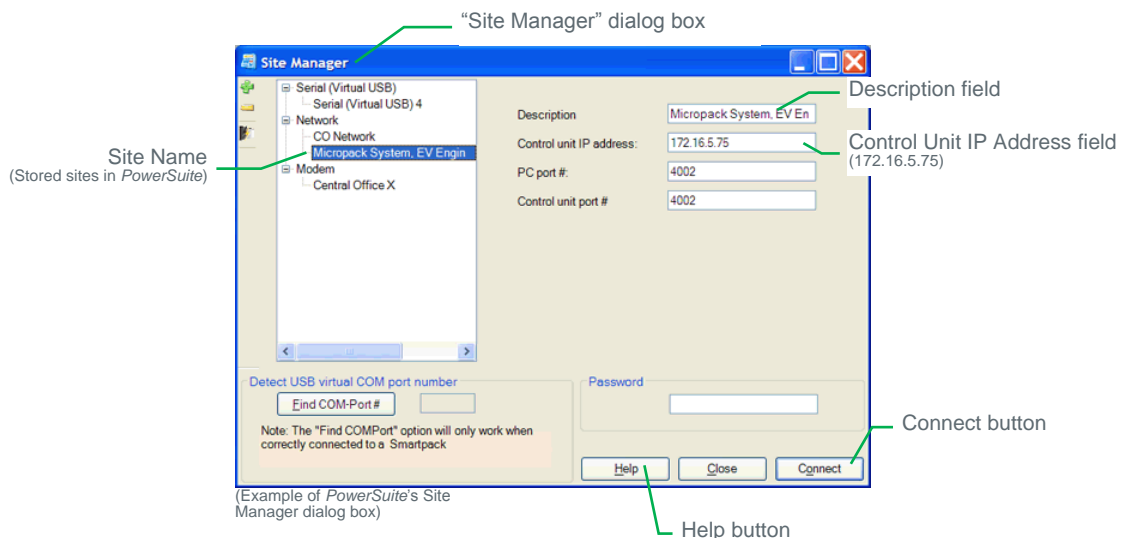 “Site Manager” dialog box
Site Manager
Serial (Virtual USB)
Serial (Virtual USB) 4
Network
CO Network
Micropack System, EV Engin
Modem
Central Office X
Description
Micropack System, EV En
Control unit IP address:
172.16.5.75
PC port #:
4002
Control unit port #
4002
Description field
Control Unit IP Address field
(172.16.5.75)
Site Name
(Stored sites in PowerSuite)
Detect USB virtual COM port number
Find COM-Port #
Note: The "Find COMPort" option will only work when
correctly connected to a Smartpack
Password
Help
Close
Connect
Connect button
(Example of PowerSuite’s Site
Manager dialog box)
Help button